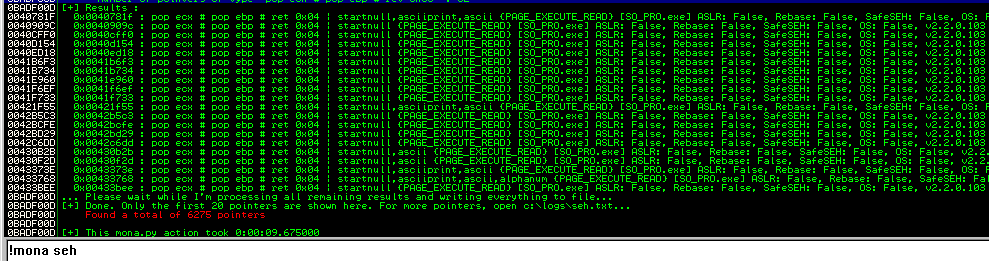 0BADF00D [+] Results :
0040781F 0x0040781f : pop ecx # pop ebp # ret 0x04 | startnull,asciiprint,ascii {PAGE_EXECUTE_READ} [SO_PRO.exe] ASLR: False, Rebase: False, SafeSEH: False, OS: F
0040909C 0x0040909c : pop ecx # pop ebp # ret 0x04 | startnull {PAGE_EXECUTE_READ} [SO_PRO.exe] ASLR: False, Rebase: False, SafeSEH: False, OS: False, v2.2.0.103
0040CFF0 0x0040cff0 : pop ecx # pop ebp # ret 0x04 | startnull {PAGE_EXECUTE_READ} [SO_PRO.exe] ASLR: False, Rebase: False, SafeSEH: False, OS: False, v2.2.0.103
0040D154 0x0040d154 : pop ecx # pop ebp # ret 0x04 | startnull {PAGE_EXECUTE_READ} [SO_PRO.exe] ASLR: False, Rebase: False, SafeSEH: False, OS: False, v2.2.0.103
0040ED18 0x0040ed18 : pop ecx # pop ebp # ret 0x04 | startnull {PAGE_EXECUTE_READ} [SO_PRO.exe] ASLR: False, Rebase: False, SafeSEH: False, OS: False, v2.2.0.103
0041B6F3 0x0041b6f3 : pop ecx # pop ebp # ret 0x04 | startnull {PAGE_EXECUTE_READ} [SO_PRO.exe] ASLR: False, Rebase: False, SafeSEH: False, OS: False, v2.2.0.103
0041B734 0x0041b734 : pop ecx # pop ebp # ret 0x04 | startnull {PAGE_EXECUTE_READ} [SO_PRO.exe] ASLR: False, Rebase: False, SafeSEH: False, OS: False, v2.2.0.103
0041E960 0x0041e960 : pop ecx # pop ebp # ret 0x04 | startnull {PAGE_EXECUTE_READ} [SO_PRO.exe] ASLR: False, Rebase: False, SafeSEH: False, OS: False, v2.2.0.103
0041F6EF 0x0041f6ef : pop ecx # pop ebp # ret 0x04 | startnull {PAGE_EXECUTE_READ} [SO_PRO.exe] ASLR: False, Rebase: False, SafeSEH: False, OS: False, v2.2.0.103
0041F733 0x0041f733 : pop ecx # pop ebp # ret 0x04 | startnull {PAGE_EXECUTE_READ} [SO_PRO.exe] ASLR: False, Rebase: False, SafeSEH: False, OS: False, v2.2.0.103
00421F55 0x00421f55 : pop ecx # pop ebp # ret 0x04 | startnull,asciiprint,ascii {PAGE_EXECUTE_READ} [SO_PRO.exe] ASLR: False, Rebase: False, SafeSEH: False, OS: F
0042B5C3 0x0042b5c3 : pop ecx # pop ebp # ret 0x04 | startnull {PAGE_EXECUTE_READ} [SO_PRO.exe] ASLR: False, Rebase: False, SafeSEH: False, OS: False, v2.2.0.103
0042BCFE 0x0042bcfe : pop ecx # pop ebp # ret 0x04 | startnull {PAGE_EXECUTE_READ} [SO_PRO.exe] ASLR: False, Rebase: False, SafeSEH: False, OS: False, v2.2.0.103
0042BD29 0x0042bd29 : pop ecx # pop ebp # ret 0x04 | startnull {PAGE_EXECUTE_READ} [SO_PRO.exe] ASLR: False, Rebase: False, SafeSEH: False, OS: False, v2.2.0.103
0042C6DD 0x0042c6dd : pop ecx # pop ebp # ret 0x04 | startnull {PAGE_EXECUTE_READ} [SO_PRO.exe] ASLR: False, Rebase: False, SafeSEH: False, OS: False, v2.2.0.103
00430B2B 0x00430b2b : pop ecx # pop ebp # ret 0x04 | startnull,ascii {PAGE_EXECUTE_READ} [SO_PRO.exe] ASLR: False, Rebase: False, SafeSEH: False, OS: False, v2.2
00430F2D 0x00430f2d : pop ecx # pop ebp # ret 0x04 | startnull,ascii {PAGE_EXECUTE_READ} [SO_PRO.exe] ASLR: False, Rebase: False, SafeSEH: False, OS: False, v2.2
0043373E 0x0043373e : pop ecx # pop ebp # ret 0x04 | startnull,asciiprint,ascii {PAGE_EXECUTE_READ} [SO_PRO.exe] ASLR: False, Rebase: False, SafeSEH: False, OS: F
00433768 0x00433768 : pop ecx # pop ebp # ret 0x04 | startnull,asciiprint,ascii,alphanum {PAGE_EXECUTE_READ} [SO_PRO.exe] ASLR: False, Rebase: False, SafeSEH: Fal
00433BEE 0x00433bee : pop ecx # pop ebp # ret 0x04 | startnull {PAGE_EXECUTE_READ} [SO_PRO.exe] ASLR: False, Rebase: False, SafeSEH: False, OS: False, v2.2.0.103
0BADF00D ... Please wait while I'm processing all remaining results and writing everything to file...
0BADF00D [+] Done. Only the first 20 pointers are shown here. For more pointers, open c:\logs\seh.txt...
0BADF00D Found a total of 6275 pointers
0BADF00D
0BADF00D [+] This mona.py action took 0:00:09.675000
!mona seh